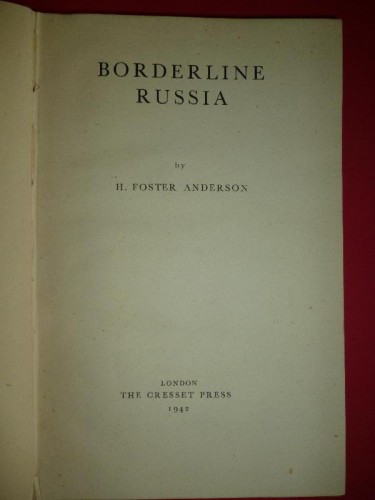 BORDERLINE
RUSSIA
by
H. FOSTER ANDERSON
LONDON
THE CRESSET PRESS
1942